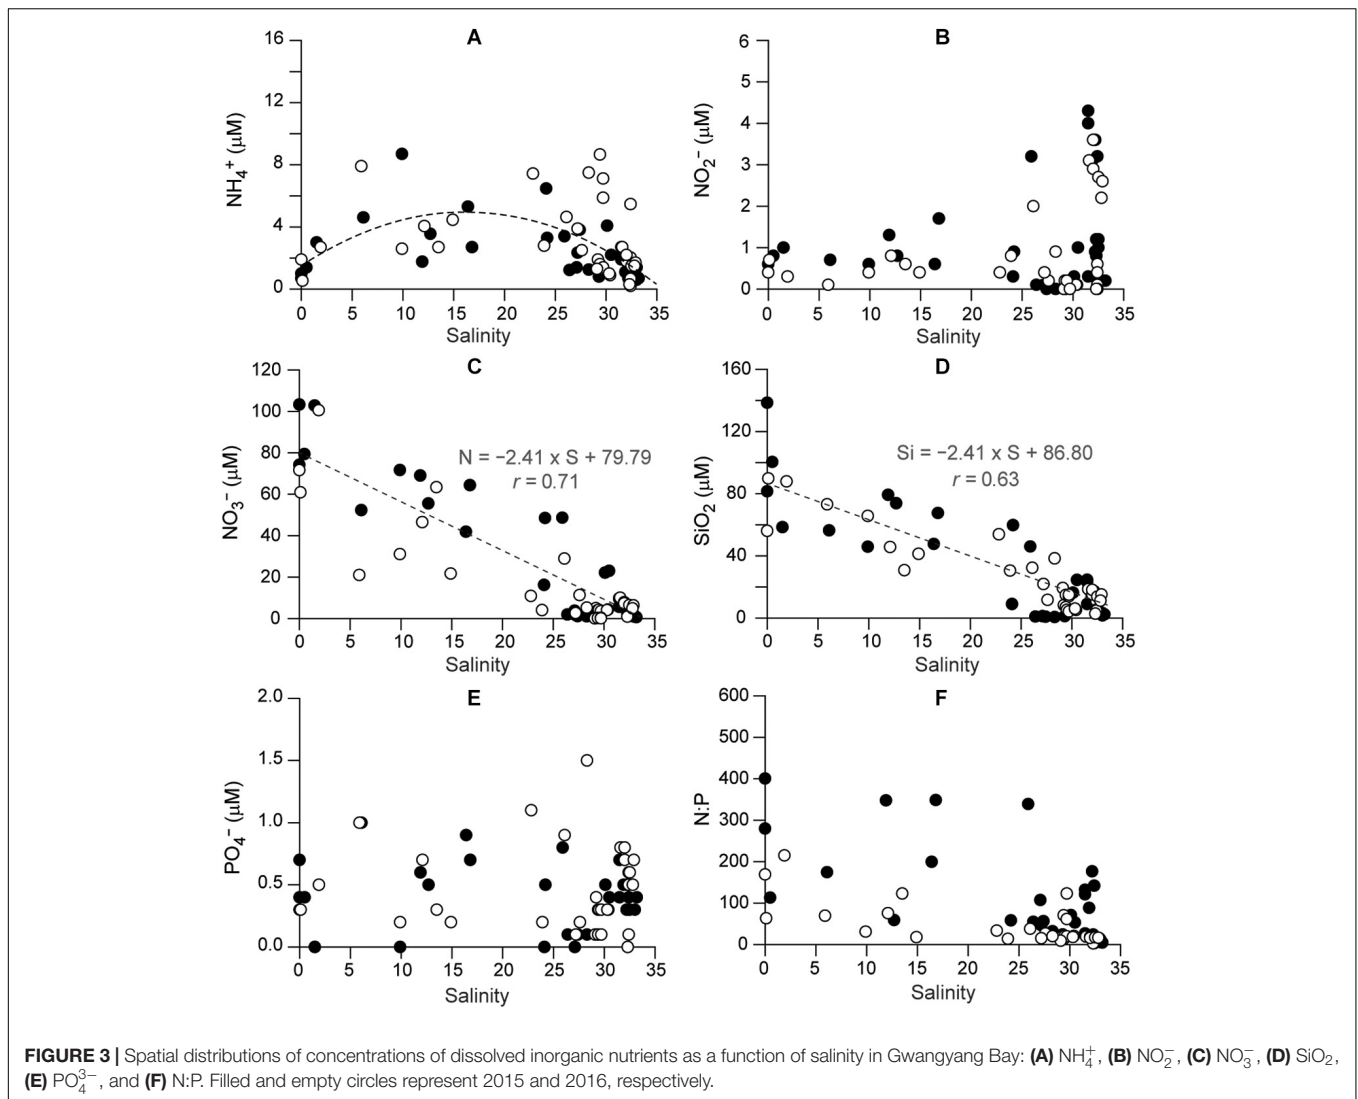 A
16
12
8
4
0
NH₄⁺ (μM)
0 5 10 15 20 25 30 35
Salinity
B
6
5
4
3
2
1
0
NO₂⁻ (μM)
0 5 10 15 20 25 30 35
Salinity
C
120
100
80
60
40
20
0
NO₃⁻ (μM)
N = −2.41 x S + 79.79
r = 0.71
0 5 10 15 20 25 30 35
Salinity
D
160
120
80
40
0
SiO₂ (μM)
Si = −2.41 x S + 86.80
r = 0.63
0 5 10 15 20 25 30 35
Salinity
E
2.0
1.5
1.0
0.5
0.0
PO₄⁻ (μM)
0 5 10 15 20 25 30 35
Salinity
F
600
500
400
300
200
100
0
N:P
0 5 10 15 20 25 30 35
Salinity
FIGURE 3 | Spatial distributions of concentrations of dissolved inorganic nutrients as a function of salinity in Gwangyang Bay: (A) NH₄⁺, (B) NO₂⁻, (C) NO₃⁻, (D) SiO₂,
(E) PO₄³⁻, and (F) N:P. Filled and empty circles represent 2015 and 2016, respectively.